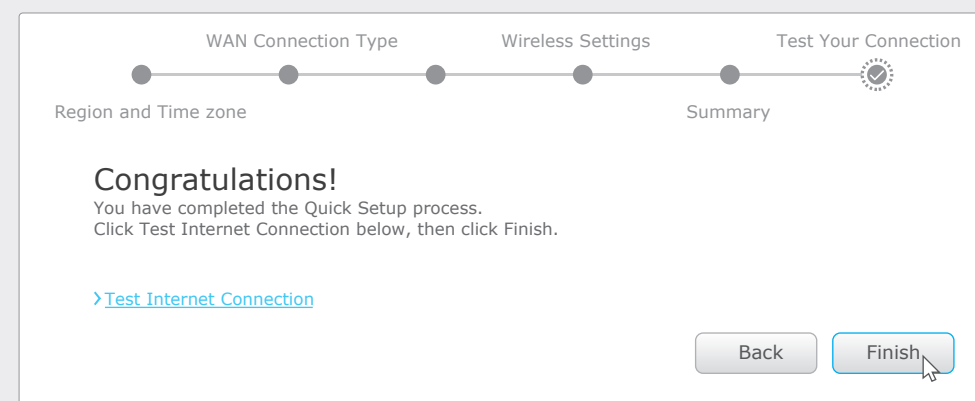 WAN Connection Type Wireless Settings Test Your Connection
Region and Time zone Summary
Congratulations!
You have completed the Quick Setup process.
Click Test Internet Connection below, then click Finish.
Test Internet Connection
Back Finish